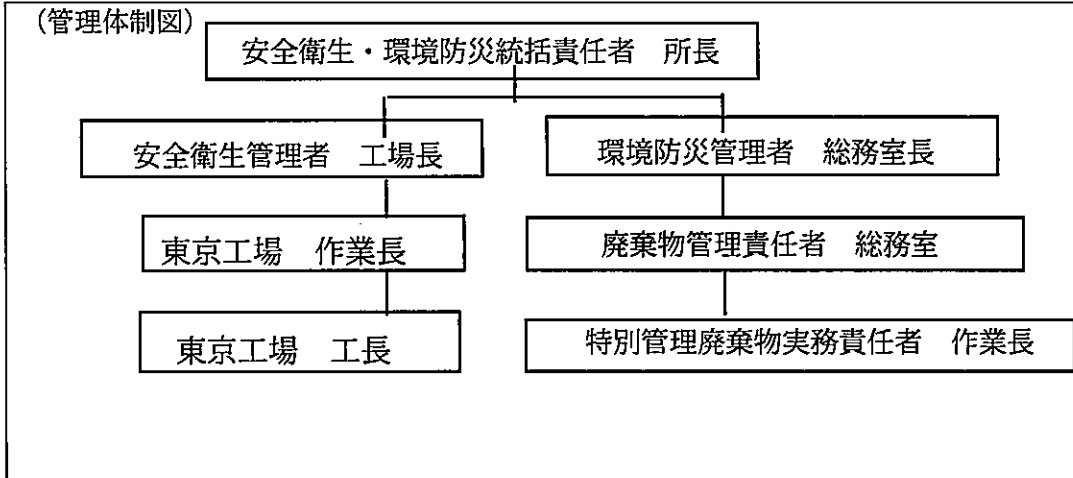 (管理体制図)
安全衛生・環境防災統括責任者 所長
安全衛生管理者 工場長
環境防災管理者 総務室長
東京工場 作業長
廃棄物管理責任者 総務室
東京工場 工長
特別管理廃棄物実務責任者 作業長